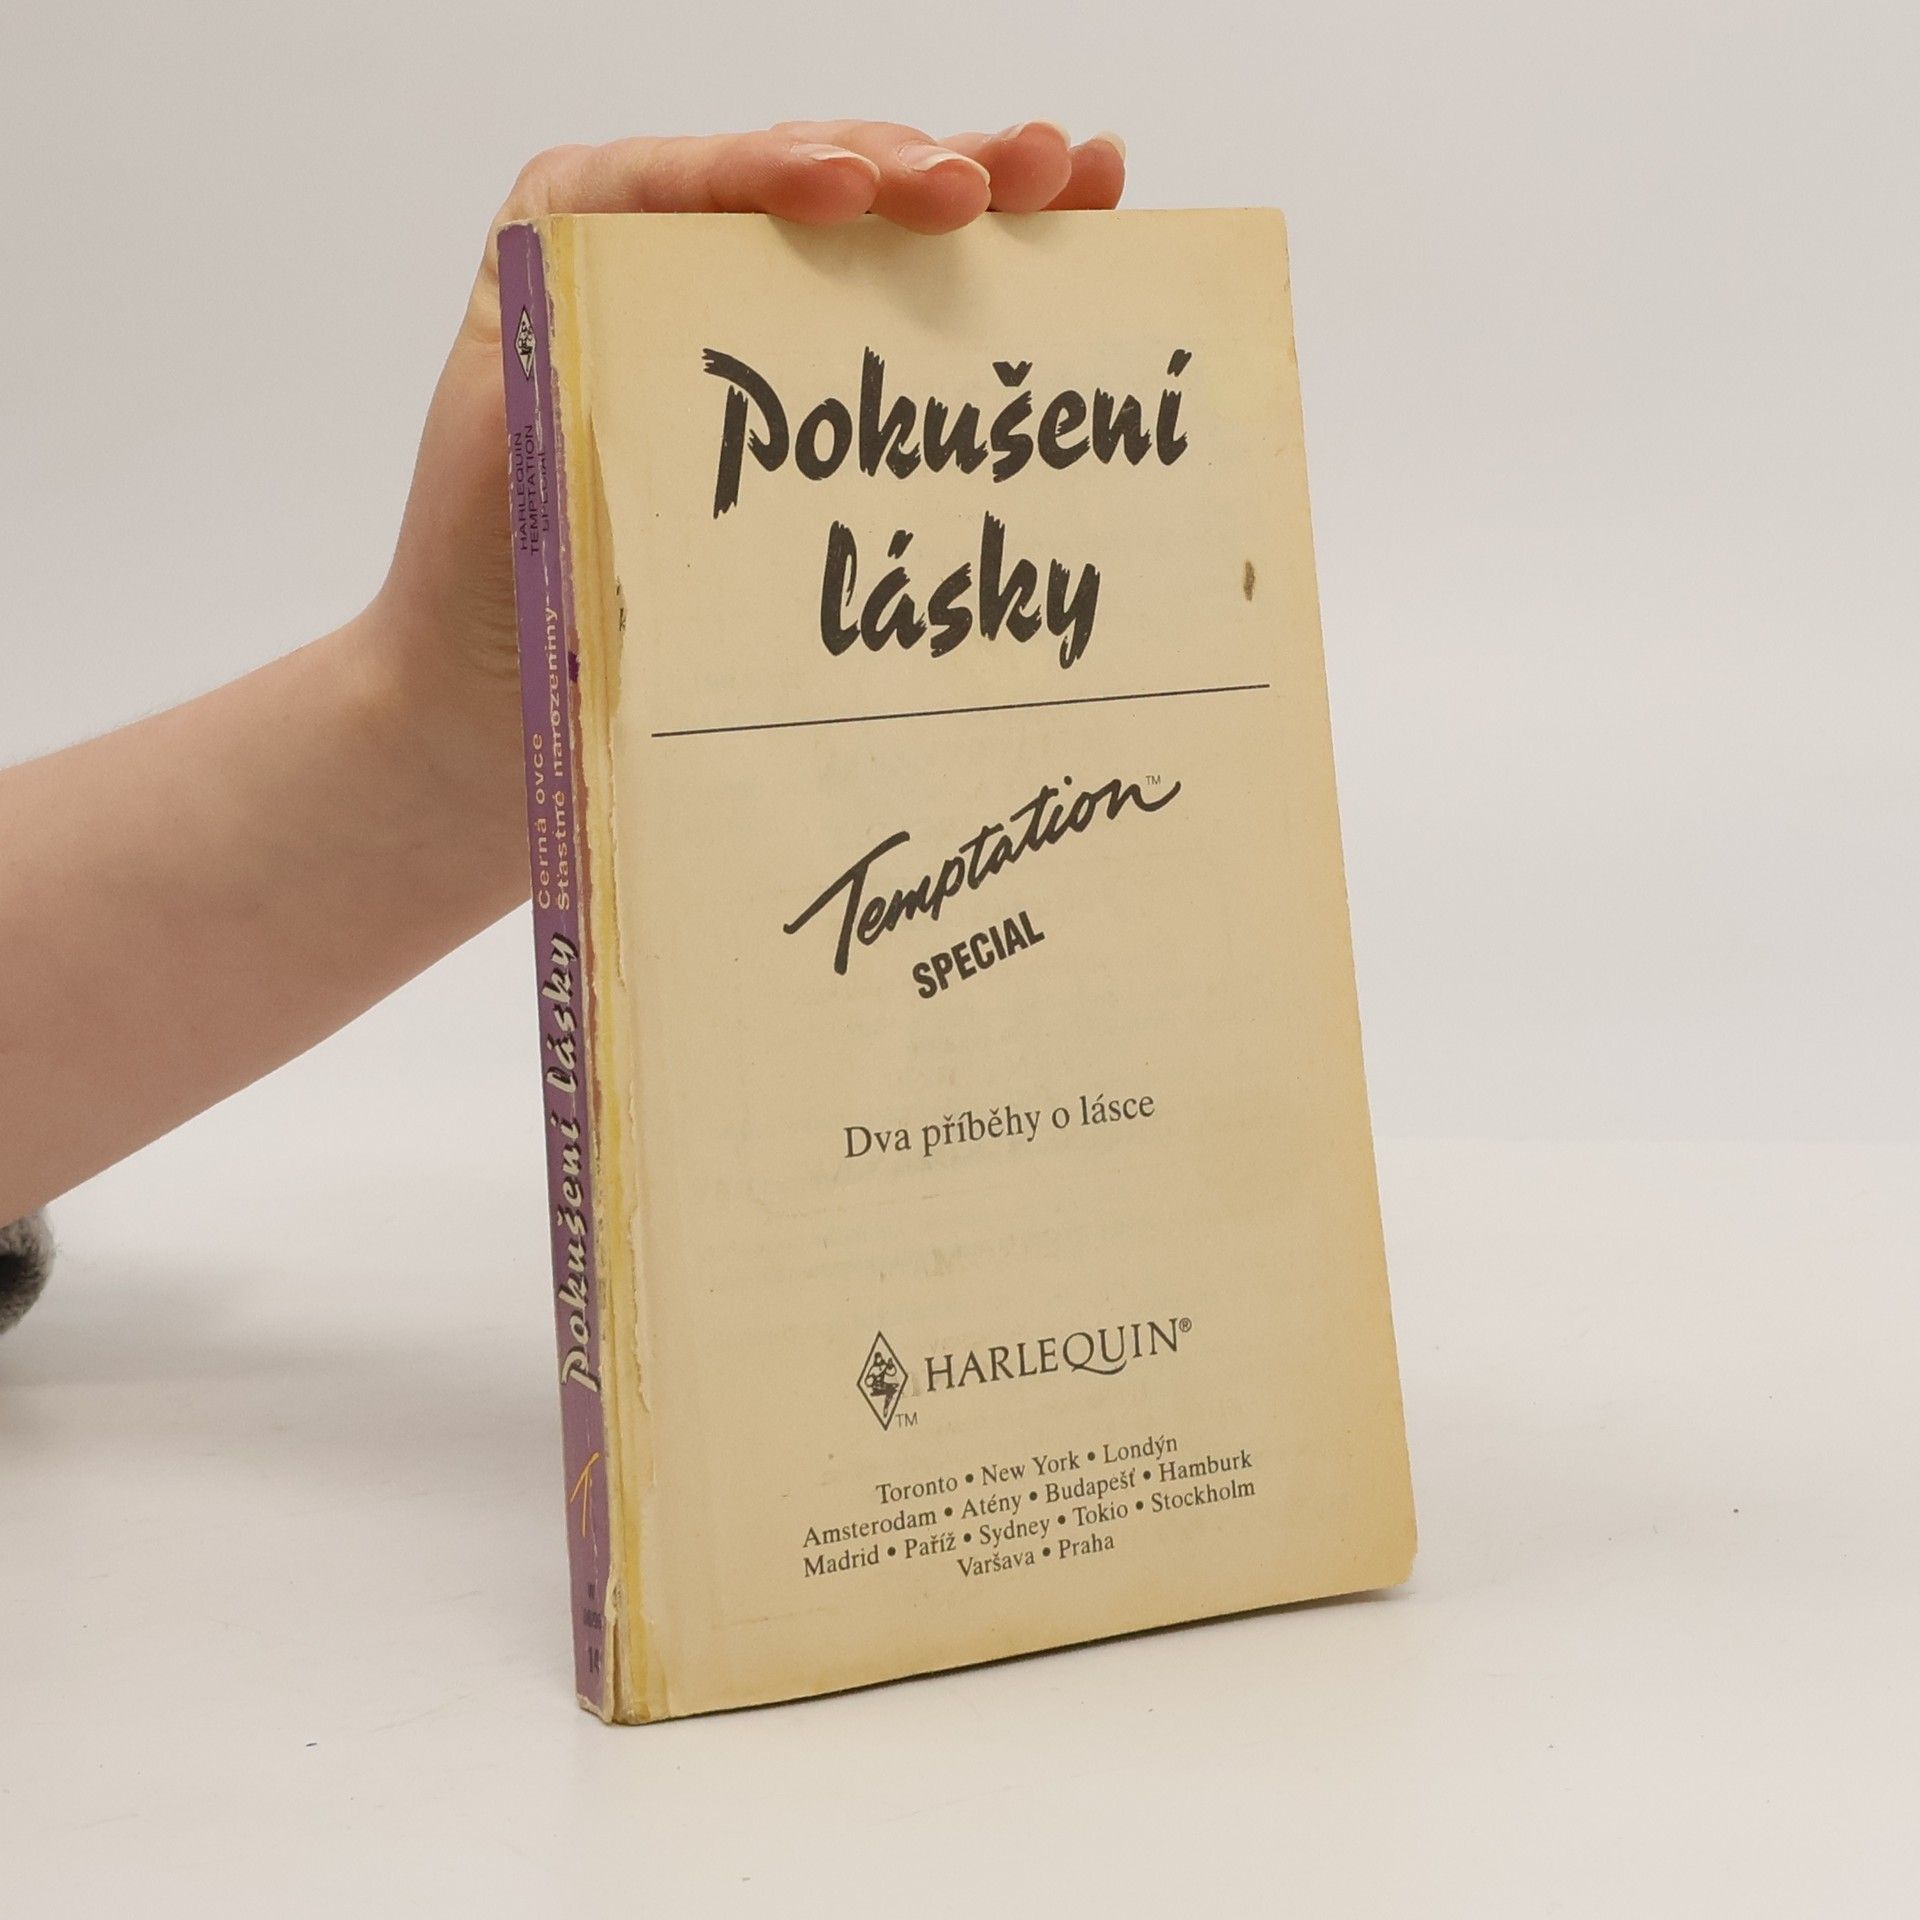 Pokušení
lásky
Temptation™
SPECIAL
Dva příběhy o lásce
HARLEQUIN®
TM
Toronto • New York • Londýn
Amsterodam • Atény • Budapešť • Hamburk
Madrid • Paříž • Sydney • Tokio • Stockholm
Varšava • Praha
HARLEQUIN
TEMPTATION
SPECIAL
Černá ovce
Šťastné narozeniny
Pokušení lásky
T